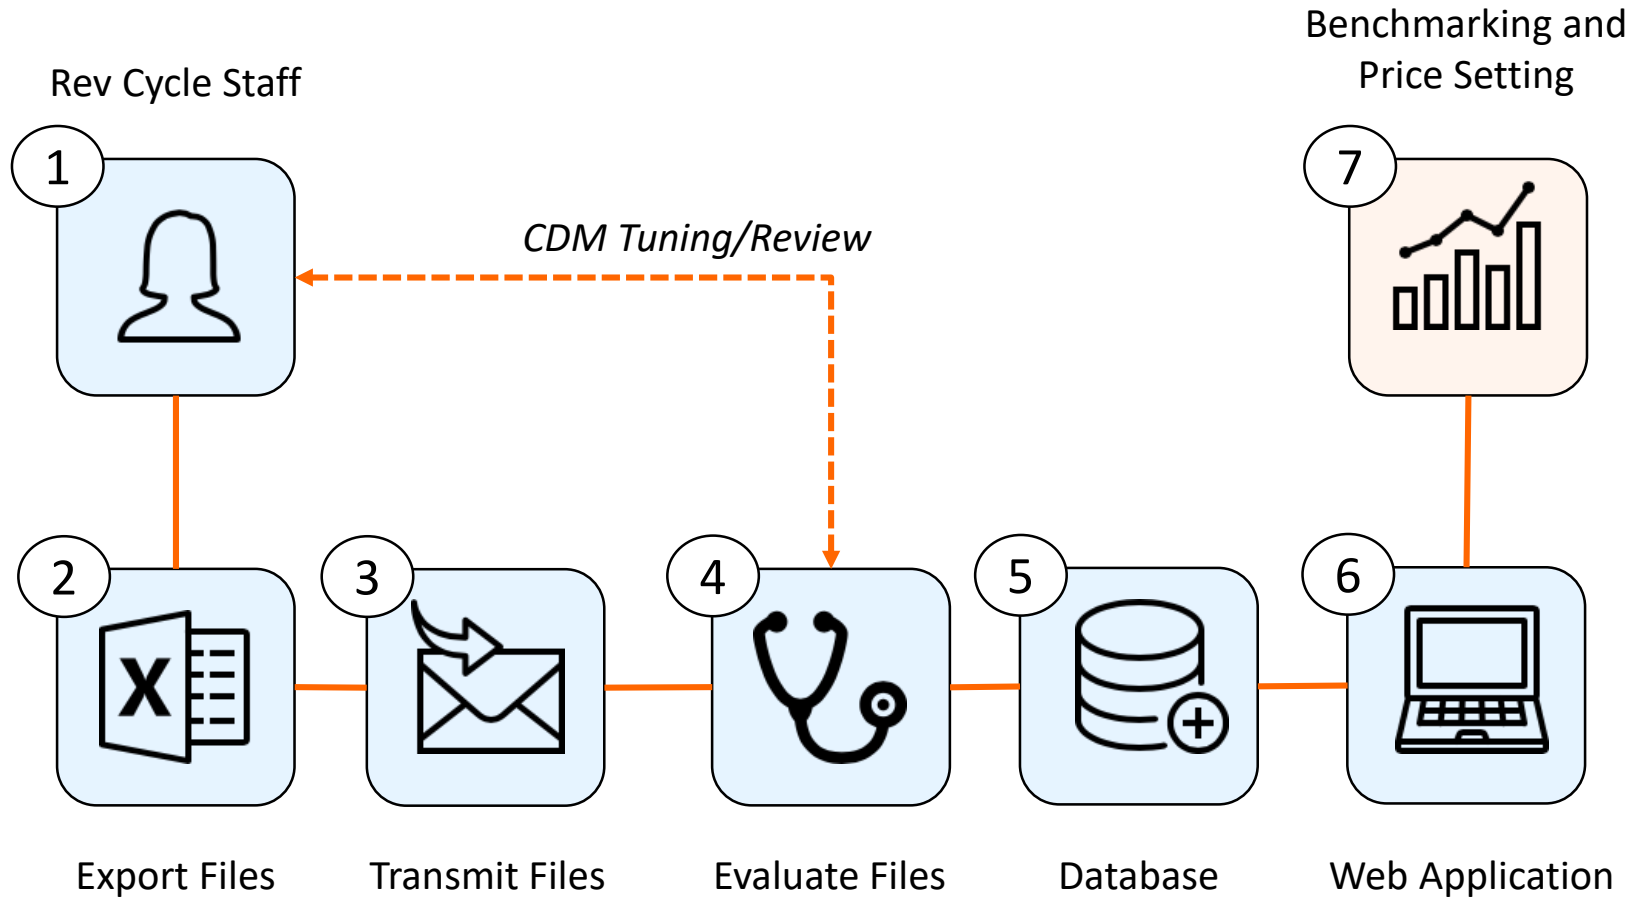 Benchmarking and
Price Setting
Rev Cycle Staff
1
7
CDM Tuning/Review
2
3
4
5
6
X
Export Files
Transmit Files
Evaluate Files
Database
Web Application